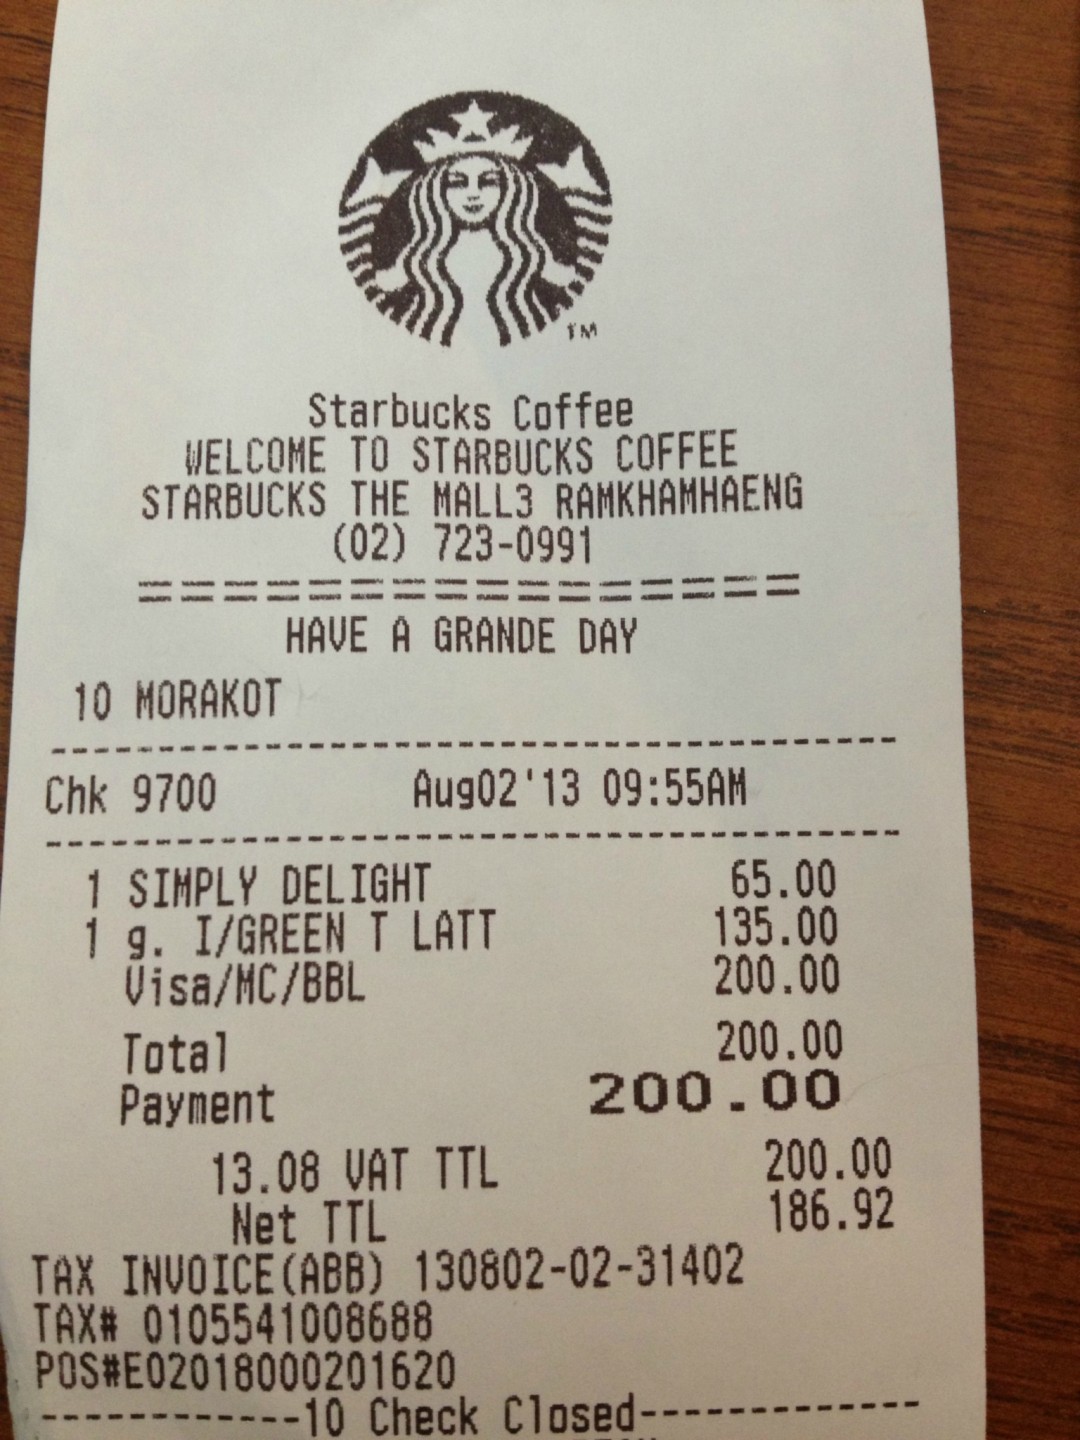 TM
Starbucks Coffee
WELCOME TO STARBUCKS COFFEE
STARBUCKS THE MALL3 RAMKHAMHAENG
(02) 723-0991
================
HAVE A GRANDE DAY
10 MORAKOT
-----------------------------
Chk 9700 Aug02'13 09:55AM
-----------------------------
1 SIMPLY DELIGHT 65.00
1 g. I/GREEN T LATT 135.00
Visa/MC/BBL 200.00
Total 200.00
Payment 200.00
13.08 VAT TTL 200.00
Net TTL 186.92
TAX INVOICE(ABB) 130802-02-31402
TAX# 0105541008688
POS#E02018000201620
------------10 Check Closed-------------